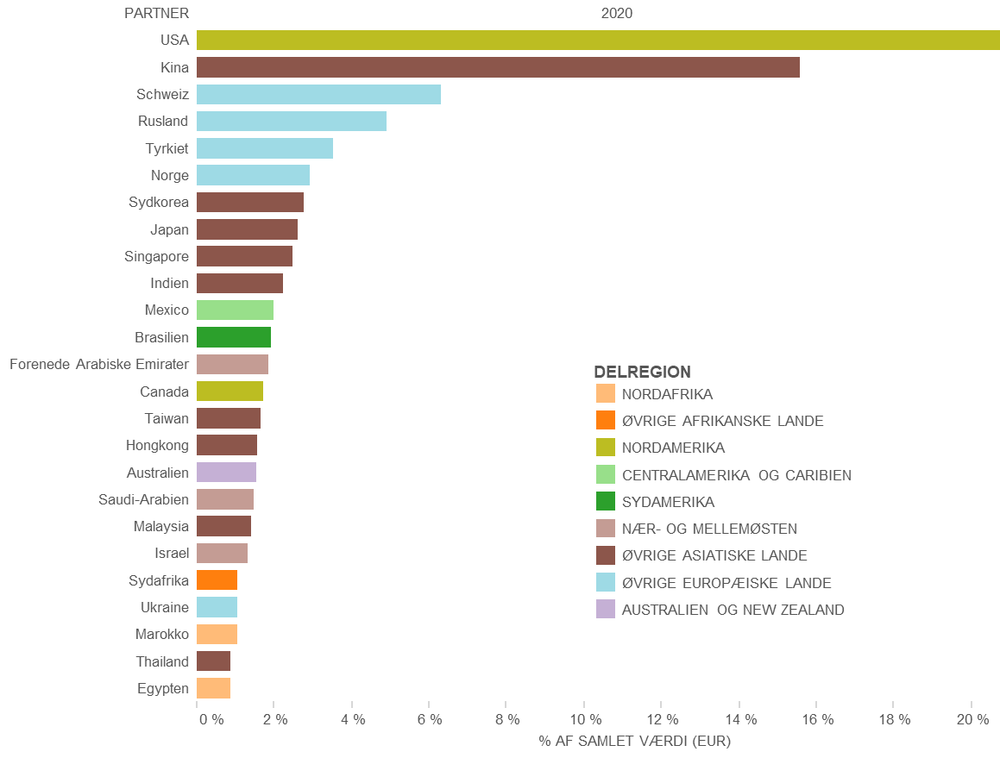 PARTNER 2020
USA
Kina
Schweiz
Rusland
Tyrkiet
Norge
Sydkorea
Japan
Singapore
Indien
Mexico
Brasilien
Forenede Arabiske Emirater
Canada
Taiwan
Hongkong
Australien
Saudi-Arabien
Malaysia
Israel
Sydafrika
Ukraine
Marokko
Thailand
Egypten
DELREGION
NORDAFRIKA
ØVRIGE AFRIKANSKE LANDE
NORDAMERIKA
CENTRALAMERIKA OG CARIBIEN
SYDAMERIKA
NÆR- OG MELLEMØSTEN
ØVRIGE ASIATISKE LANDE
ØVRIGE EUROPÆISKE LANDE
AUSTRALIEN OG NEW ZEALAND
0 % 2 % 4 % 6 % 8 % 10 % 12 % 14 % 16 % 18 % 20 %
% AF SAMLET VÆRDI (EUR)